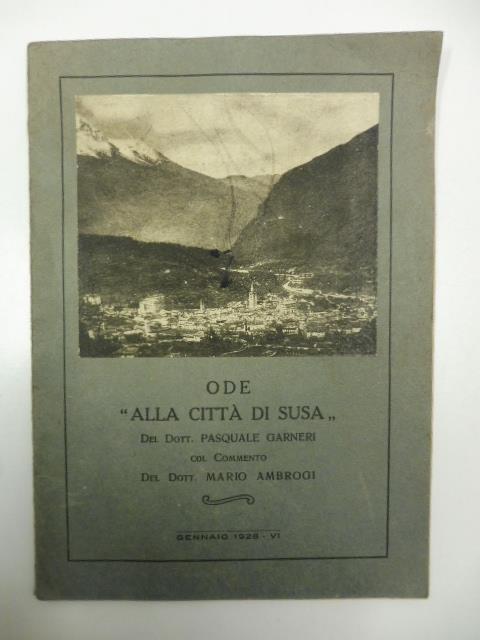 ODE
"ALLA CITTÀ DI SUSA„
DEL DOTT. PASQUALE GARNERI
COL COMMENTO
DEL DOTT. MARIO AMBROGI
GENNAIO 1928 - VI